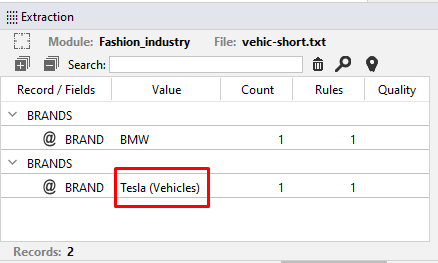 Extraction
Module: Fashion_industry File: vehic-short.txt
Search:
Record / Fields Value Count Rules Quality
BRANDS
@ BRAND BMW 1 1
BRANDS
@ BRAND Tesla (Vehicles) 1 1
Records: 2